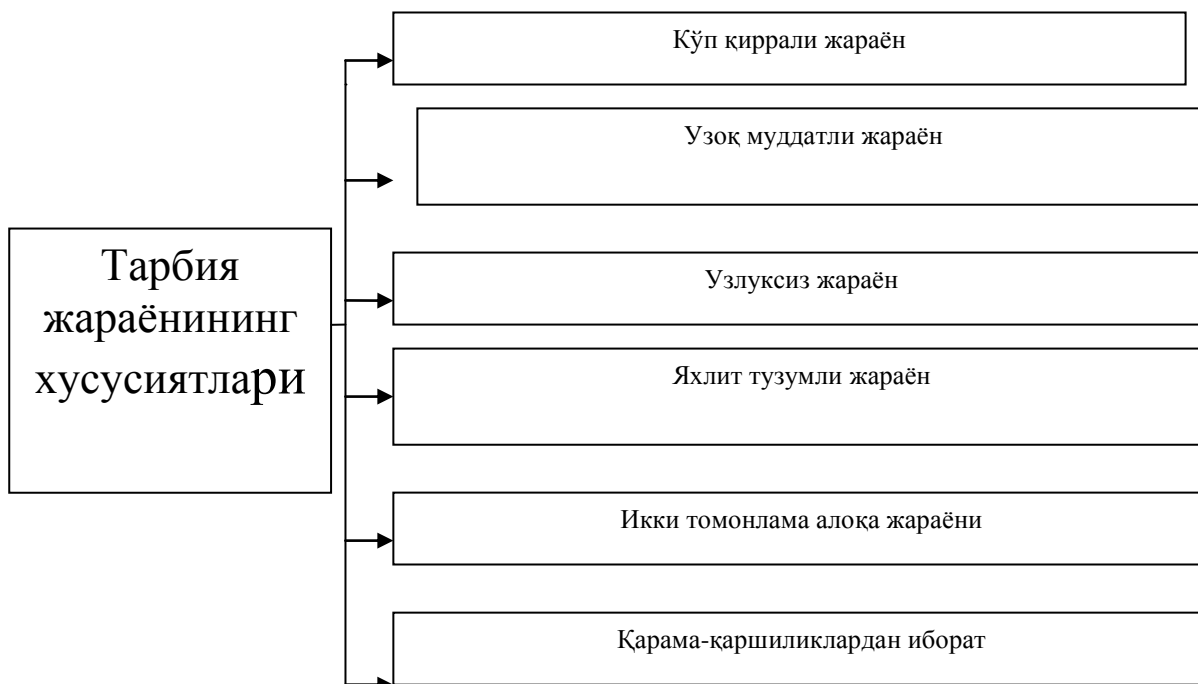 Кўп қиррали жараён
Узоқ муддатли жараён
Тарбия
жараёнининг
хусусиятлари
Узлуксиз жараён
Яхлит тузумли жараён
Икки томонлама алоқа жараёни
Қарама-қаршиликлардан иборат